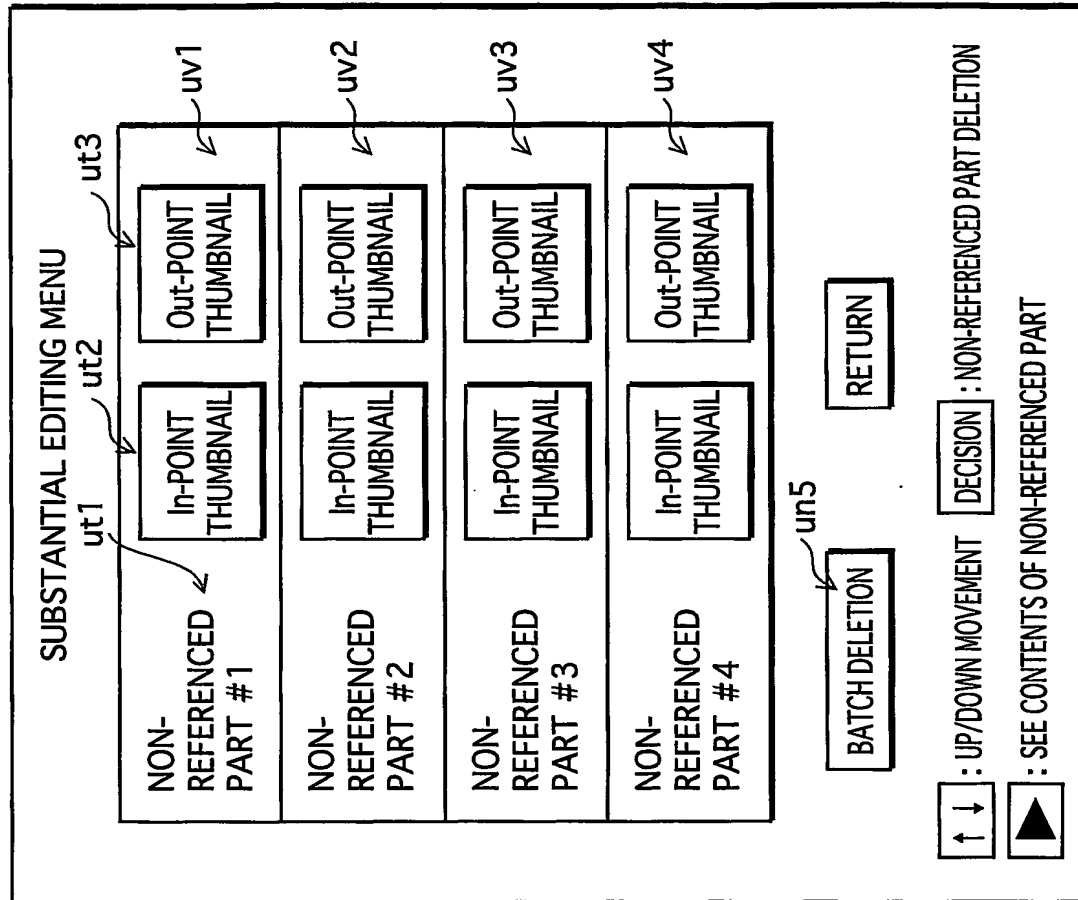 SUBSTANTIAL EDITING MENU
ut1
ut2
ut3
NON-
REFERENCED
PART #1
In-POINT
THUMBNAIL
Out-POINT
THUMBNAIL
uv1
NON-
REFERENCED
PART #2
In-POINT
THUMBNAIL
Out-POINT
THUMBNAIL
uv2
NON-
REFERENCED
PART #3
In-POINT
THUMBNAIL
Out-POINT
THUMBNAIL
uv3
NON-
REFERENCED
PART #4
In-POINT
THUMBNAIL
Out-POINT
THUMBNAIL
uv4
un5
BATCH DELETION
RETURN
↑↓ : UP/DOWN MOVEMENT
DECISION : NON-REFERENCED PART DELETION
▶ : SEE CONTENTS OF NON-REFERENCED PART